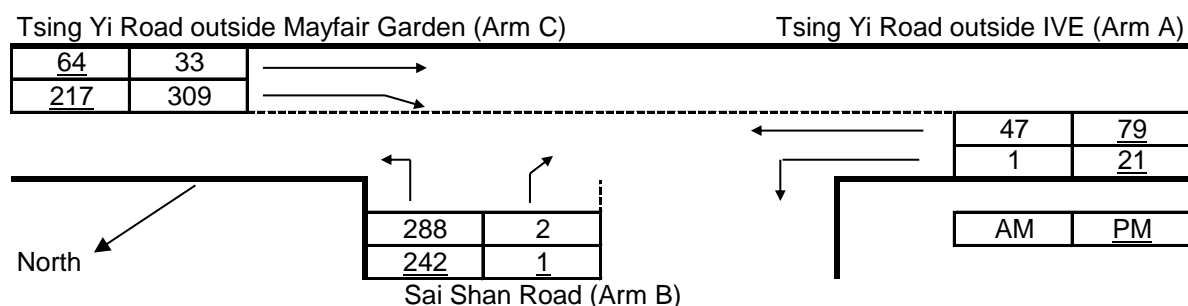 Tsing Yi Road outside Mayfair Garden (Arm C) Tsing Yi Road outside IVE (Arm A)
64 33
217 309
47 79
1 21
288 2
AM PM
242 1
North
Sai Shan Road (Arm B)